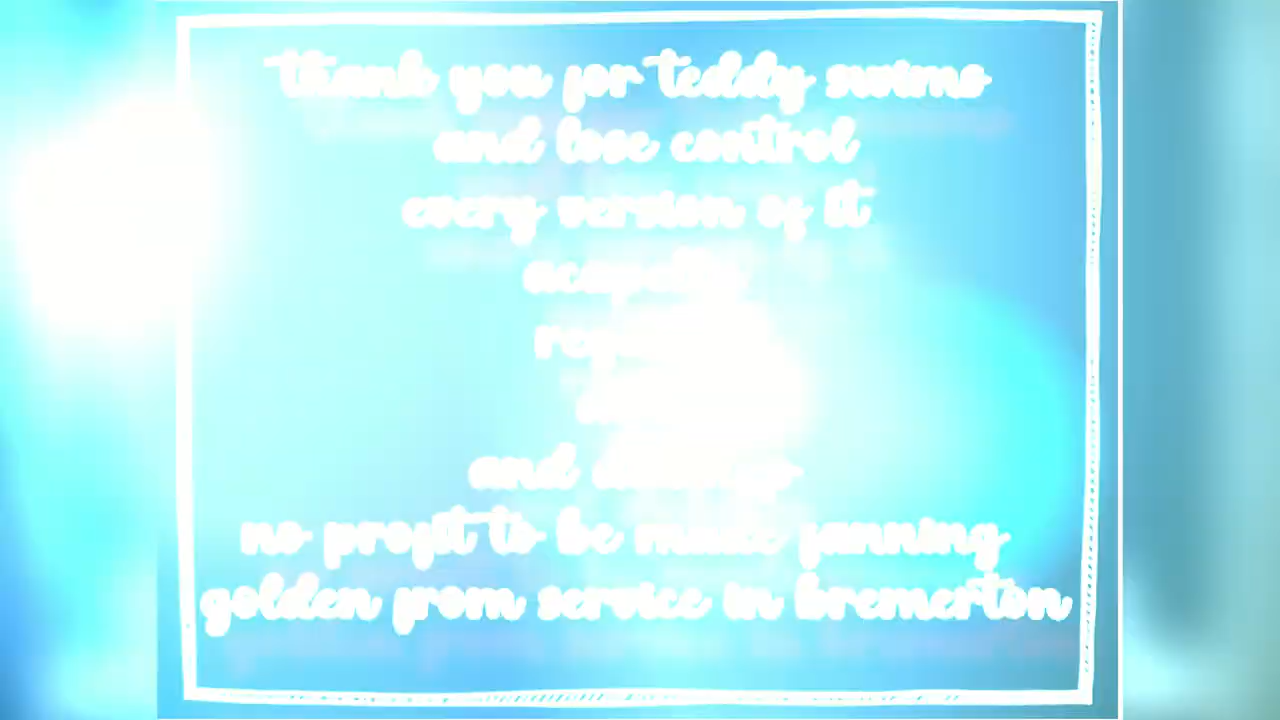 thank you for teddy swims
and lose control
every version of it
and
no profit to be made fanning
golden from service in bremerton